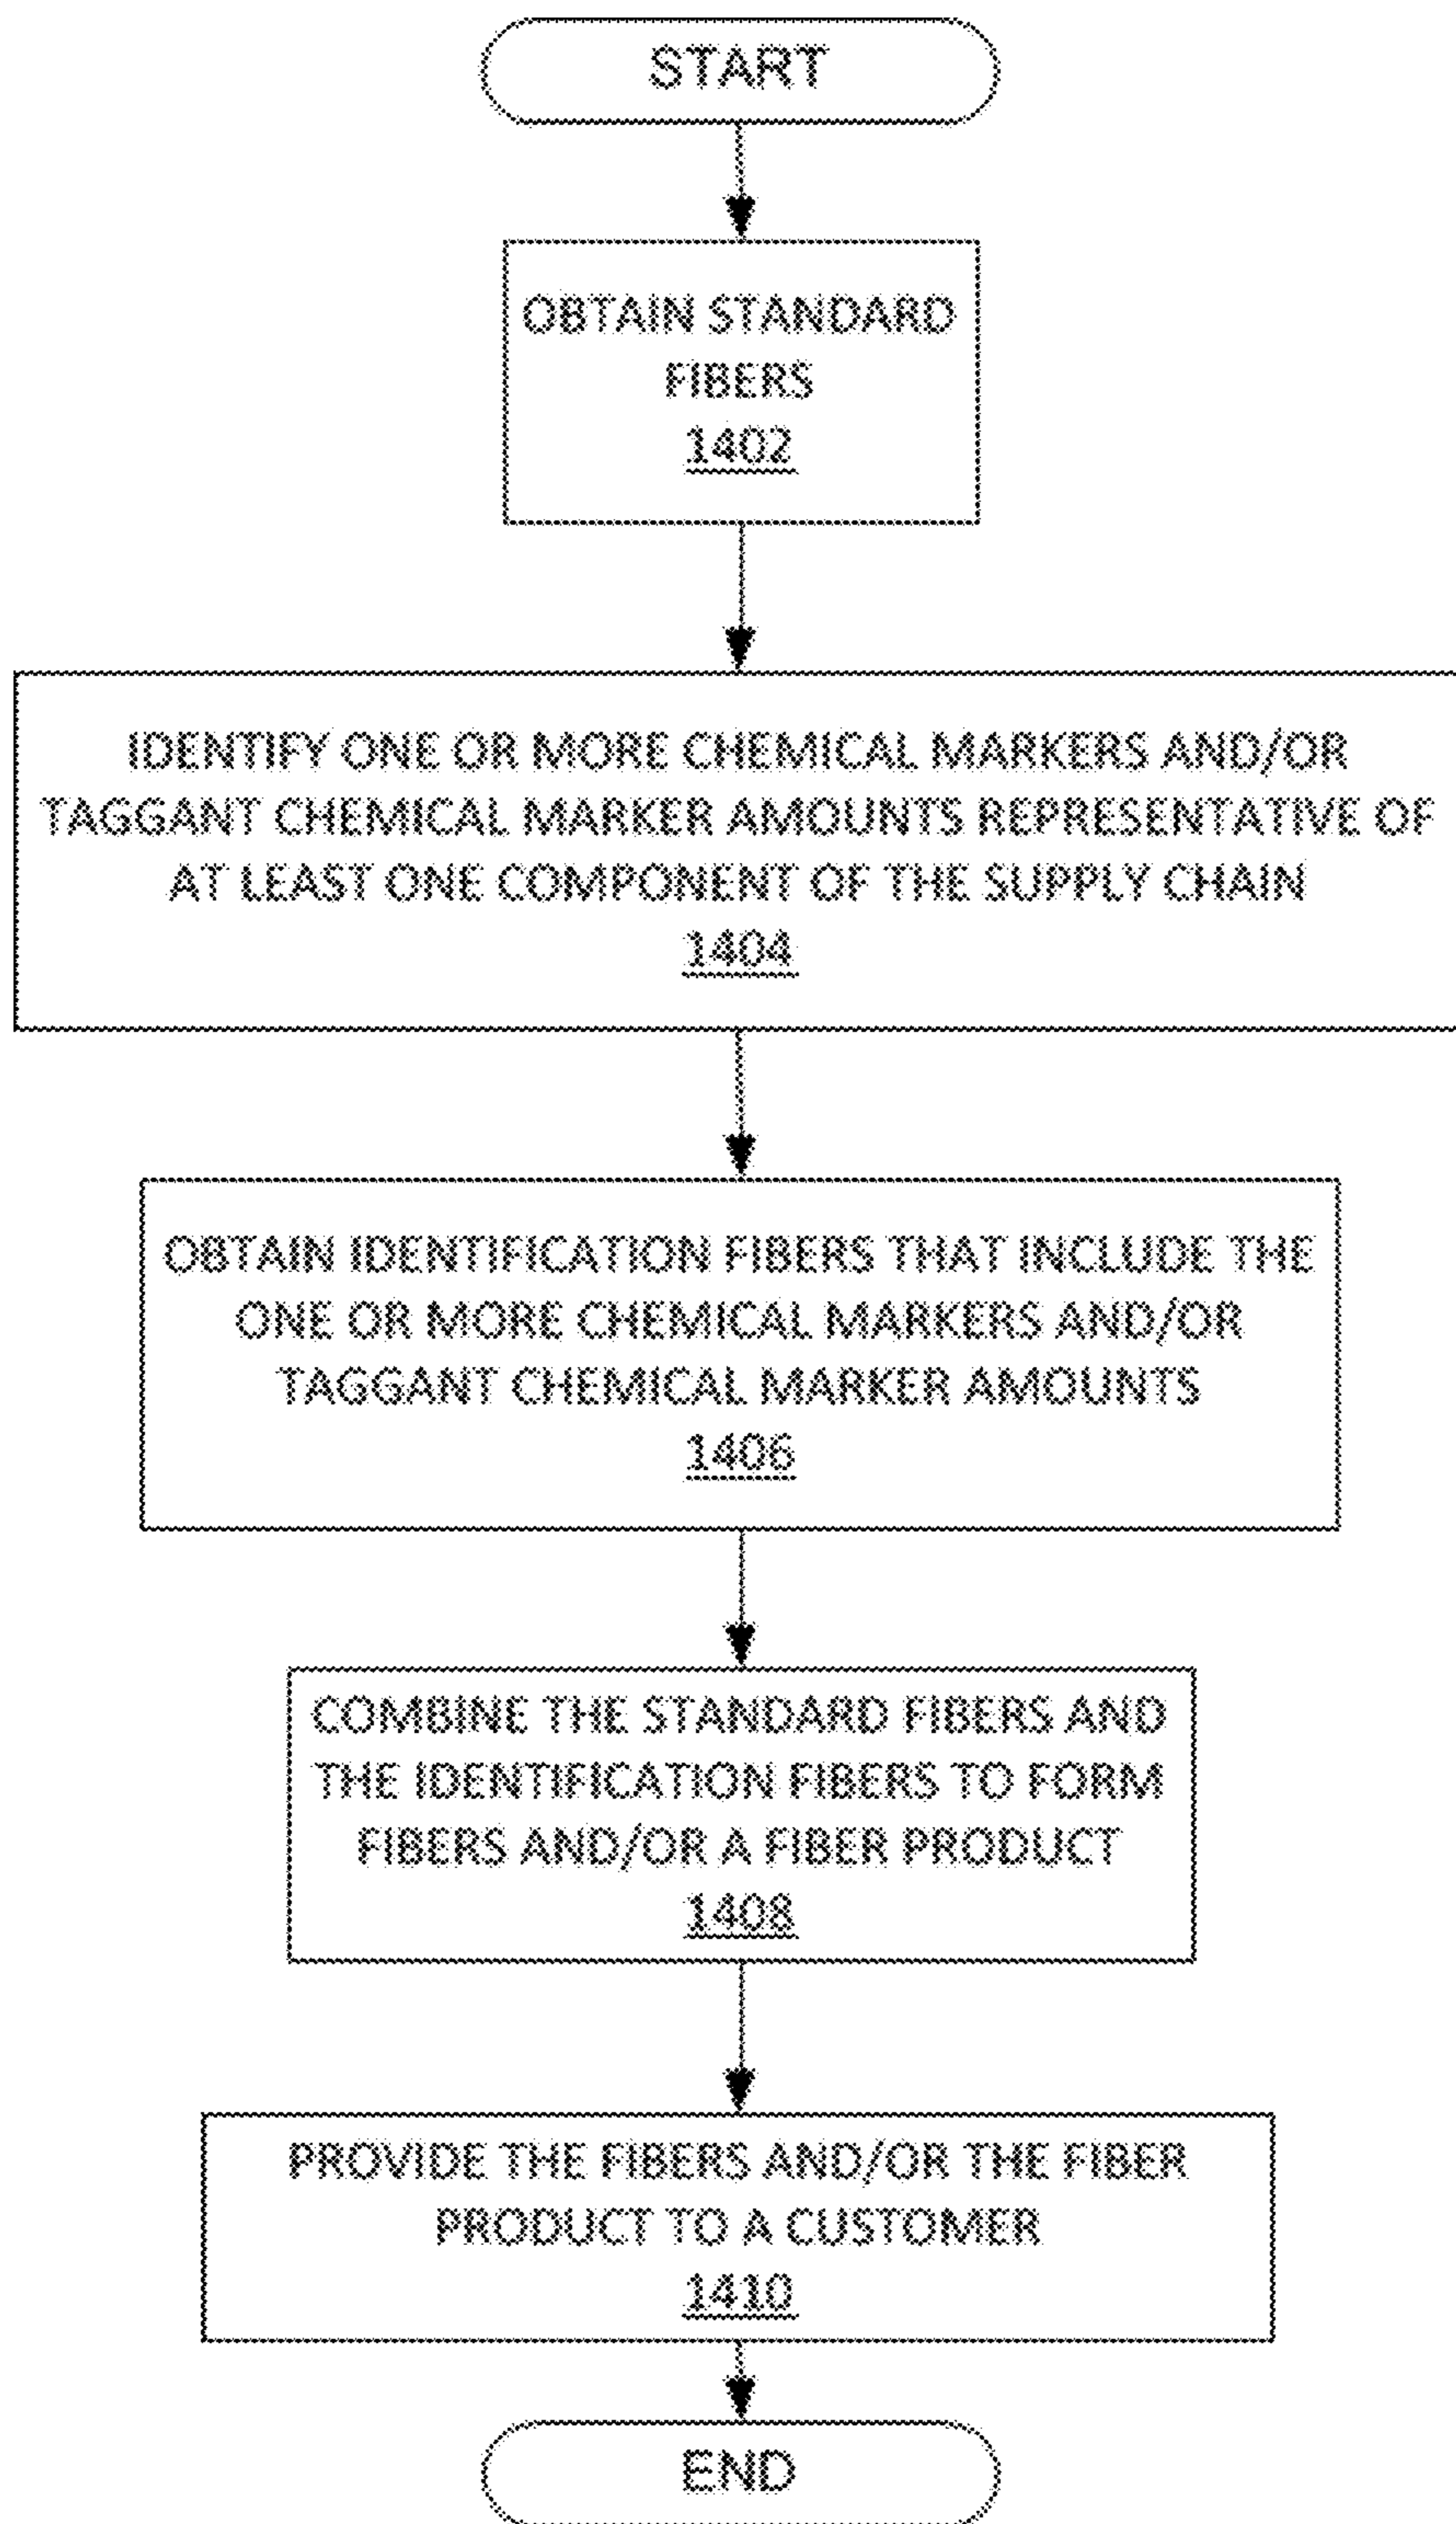 START
OBTAIN STANDARD
FIBERS
1402
IDENTIFY ONE OR MORE CHEMICAL MARKERS AND/OR
TAGGANT CHEMICAL MARKER AMOUNTS REPRESENTATIVE OF
AT LEAST ONE COMPONENT OF THE SUPPLY CHAIN
1404
OBTAIN IDENTIFICATION FIBERS THAT INCLUDE THE
ONE OR MORE CHEMICAL MARKERS AND/OR
TAGGANT CHEMICAL MARKER AMOUNTS
1406
COMBINE THE STANDARD FIBERS AND
THE IDENTIFICATION FIBERS TO FORM
FIBERS AND/OR A FIBER PRODUCT
1408
PROVIDE THE FIBERS AND/OR THE FIBER
PRODUCT TO A CUSTOMER
1410
END